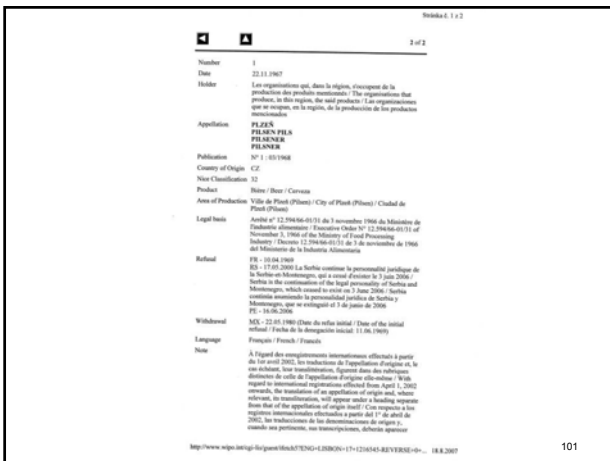 Stránka č. 1 z 2
2 of 2
Number 1
Date 22.11.1967
Holder Les organisations qui, dans la région, s'occupent de la
production des produits mentionnés / The organisations that
produce, in this region, the said products / Las organizaciones
que se ocupan, en la región, de la producción de los productos
mencionados
Appellation PLZEŇ
PILSEN PILS
PILSENER
PILSNER
Publication N° 1 : 03/1968
Country of Origin CZ
Nice Classification 32
Product Bière / Beer / Cerveza
Area of Production Ville de Plzeň (Pilsen) / City of Plzeň (Pilsen) / Ciudad de
Plzeň (Pilsen)
Legal basis Arrêté n° 12.594/66-01/31 du 3 novembre 1966 du Ministère de
l'industrie alimentaire / Executive Order N° 12.594/66-01/31 of
November 3, 1966 of the Ministry of Food Processing
Industry / Decreto 12.594/66-01/31 de 3 de noviembre de 1966
del Ministerio de la Industria Alimentaria
Refusal FR - 10.04.1969
RS - 17.05.2000 La Serbie continue la personnalité juridique de
la Serbie-et-Montenegro, qui a cessé d'exister le 3 juin 2006 /
Serbia is the continuation of the legal personality of Serbia and
Montenegro, which ceased to exist on 3 June 2006 / Serbia
continúa asumiendo la personalidad jurídica de Serbia y
Montenegro, que se extinguió el 3 de junio de 2006
PE - 16.06.2006
Withdrawal MX - 22.05.1980 (Date du refus initial / Date of the initial
refusal / Fecha de la denegación inicial: 11.06.1969)
Language Français / French / Francés
Note À l'égard des enregistrements internationaux effectués à partir
du 1er avril 2002, les traductions de l'appellation d'origine et, le
cas échéant, leur translittération, figurent dans des rubriques
distinctes de celle de l'appellation d'origine elle-même / With
regard to international registrations effected from April 1, 2002
onwards, the translation of an appellation of origin and, where
relevant, its transliteration, will appear under a heading separate
from that of the appellation of origin itself / Con respecto a los
registros internacionales efectuados a partir del 1° de abril de
2002, las traducciones de las denominaciones de origen y,
cuando sea pertinente, sus transcripciones, deberán aparecer
http://www.wipo.int/cgi-lis/guest/ifetch5?ENG+LISBON+17+1216545-REVERSE+0+... 18.8.2007
101